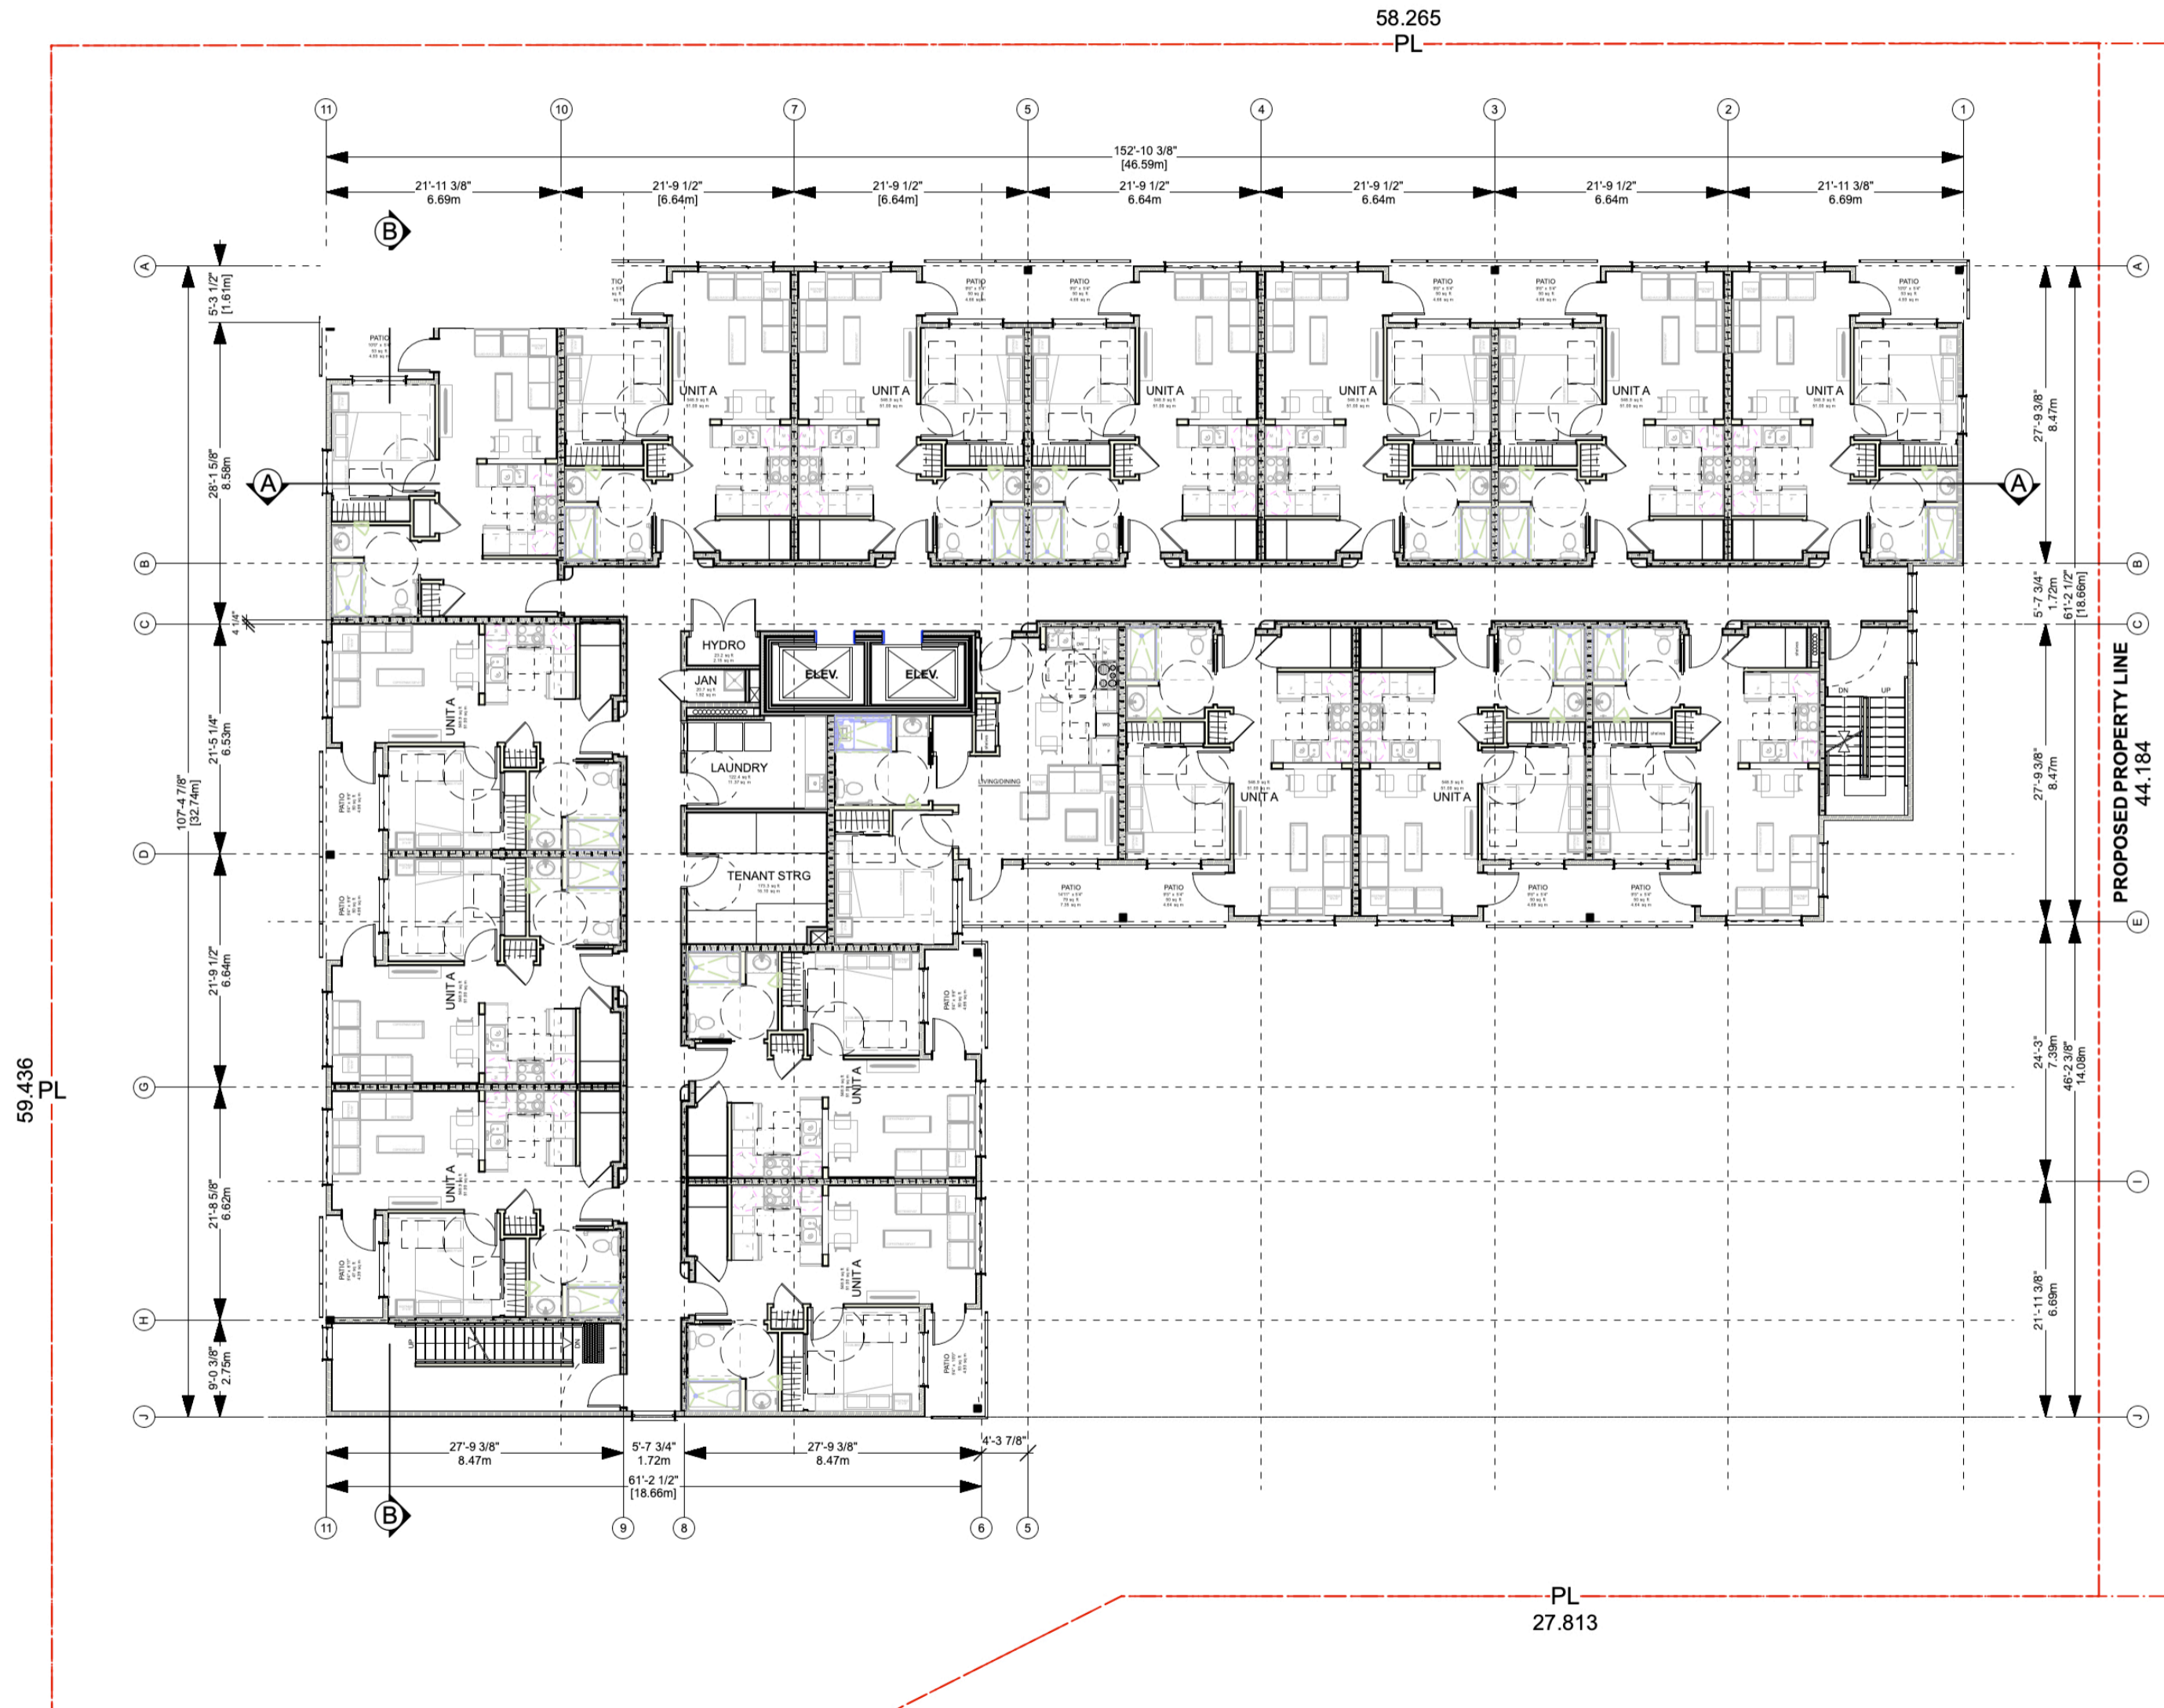 58.265
PL
11
10
7
5
4
3
2
1
152'-10 3/8"
[46.59m]
21'-11 3/8"
6.69m
21'-9 1/2"
[6.64m]
21'-9 1/2"
[6.64m]
21'-9 1/2"
6.64m
21'-9 1/2"
6.64m
21'-9 1/2"
6.64m
21'-11 3/8"
6.69m
B
A
A
5'-3 1/2"
[1.61m]
PATIO
PATIO
PATIO
PATIO
PATIO
PATIO
UNIT A
UNIT A
UNIT A
UNIT A
UNIT A
UNIT A
27'-9 3/8"
8.47m
28'-1 5/8"
8.58m
A
A
B
B
4 1/4"
5'-7 3/4"
1.72m
61'-2 1/2"
[18.66m]
C
C
HYDRO
JAN
ELEV.
ELEV.
DN
UP
UNIT A
21'-5 1/4"
6.53m
LAUNDRY
LIVING/DINING
UNIT A
UNIT A
27'-9 3/8"
8.47m
PROPOSED PROPERTY LINE
44.184
107'-4 7/8"
[32.74m]
PATIO
D
TENANT STRG
PATIO
PATIO
PATIO
PATIO
PATIO
E
21'-9 1/2"
6.64m
UNIT A
PATIO
24'-3"
7.39m
46'-2 3/8"
14.08m
59.436
PL
G
UNIT A
I
21'-8 5/8"
6.62m
UNIT A
UNIT A
PATIO
21'-11 3/8"
6.69m
H
UP
DN
9'-0 3/8"
2.75m
PATIO
J
J
27'-9 3/8"
8.47m
5'-7 3/4"
1.72m
27'-9 3/8"
8.47m
4'-3 7/8"
61'-2 1/2"
[18.66m]
B
11
9
8
6
5
PL
27.813